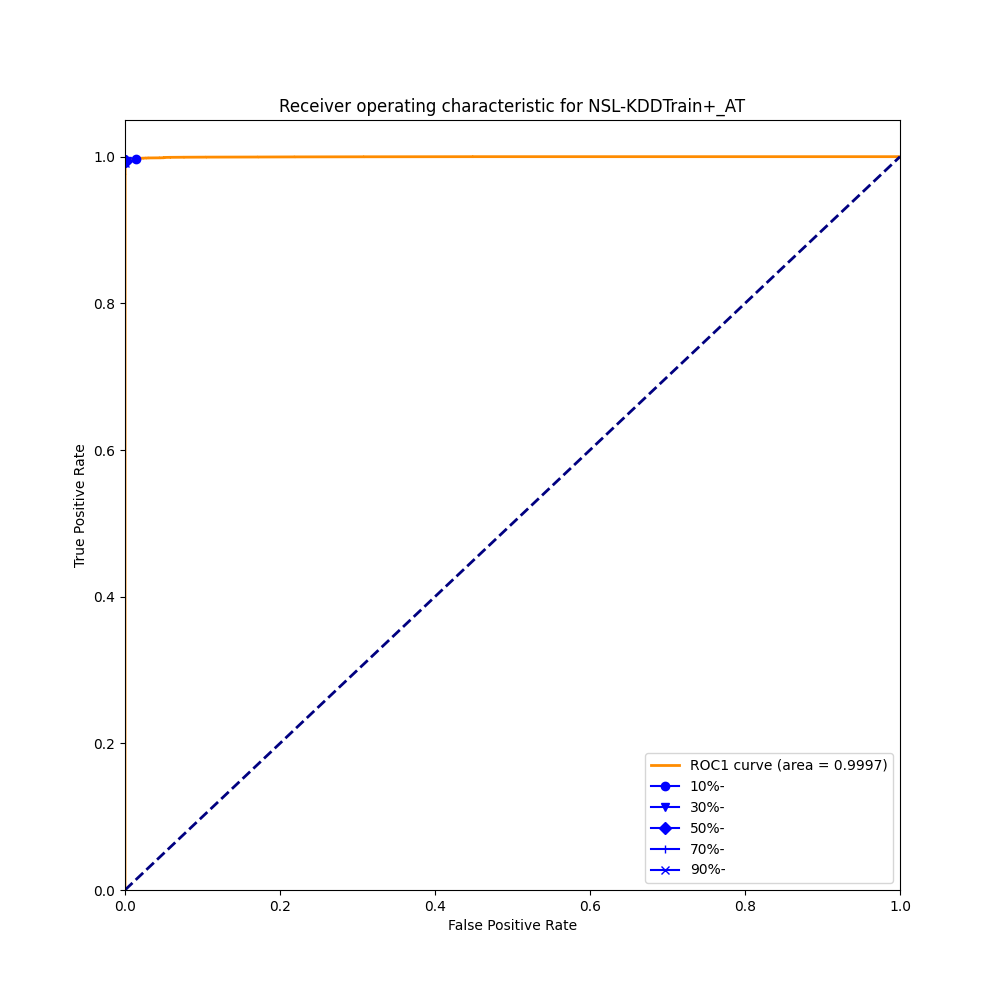 Receiver operating characteristic for NSL-KDDTrain+_AT
1.0
0.8
0.6
0.4
0.2
0.0
True Positive Rate
0.0 0.2 0.4 0.6 0.8 1.0
False Positive Rate
ROC1 curve (area = 0.9997)
10%-
30%-
50%-
70%-
90%-